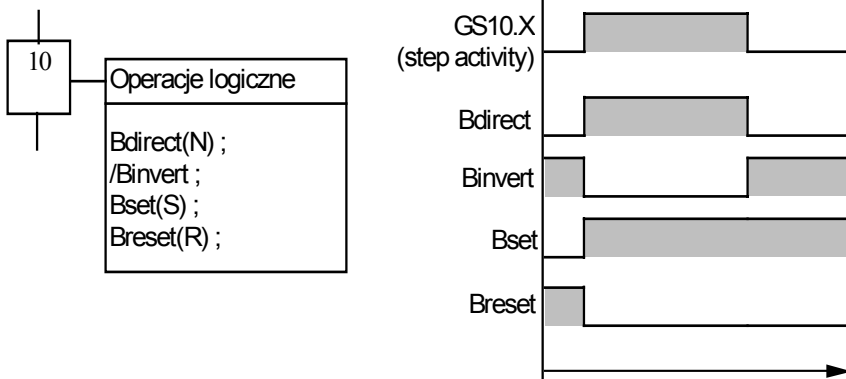 10
Operacje logiczne
Bdirect(N) ;
/Binvert ;
Bset(S) ;
Breset(R) ;
GS10.X
(step activity)
Bdirect
Binvert
Bset
Breset